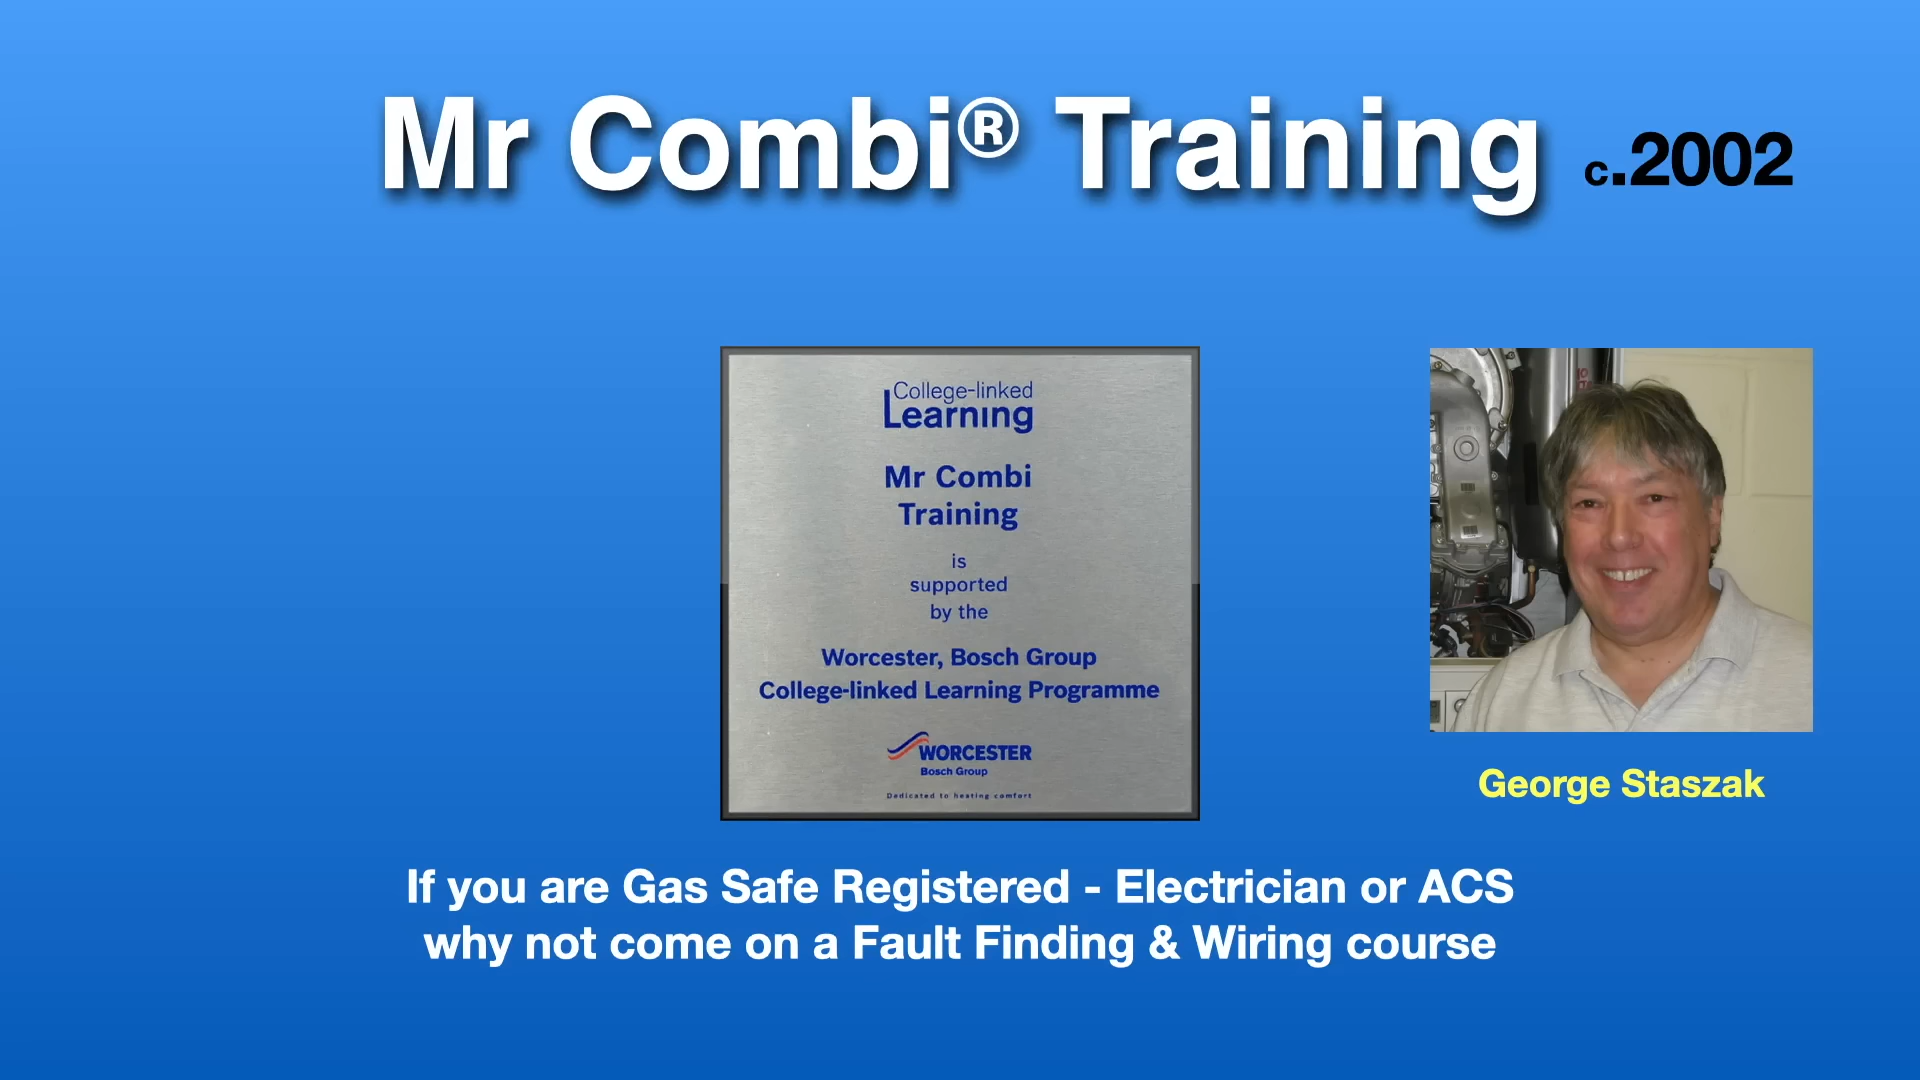 Mr Combi® Training c.2002
College-linked
Learning
Mr Combi
Training
is
supported
by the
Worcester, Bosch Group
College-linked Learning Programme
WORCESTER
Bosch Group
Dedicated to heating comfort
George Staszak
If you are Gas Safe Registered - Electrician or ACS
why not come on a Fault Finding & Wiring course